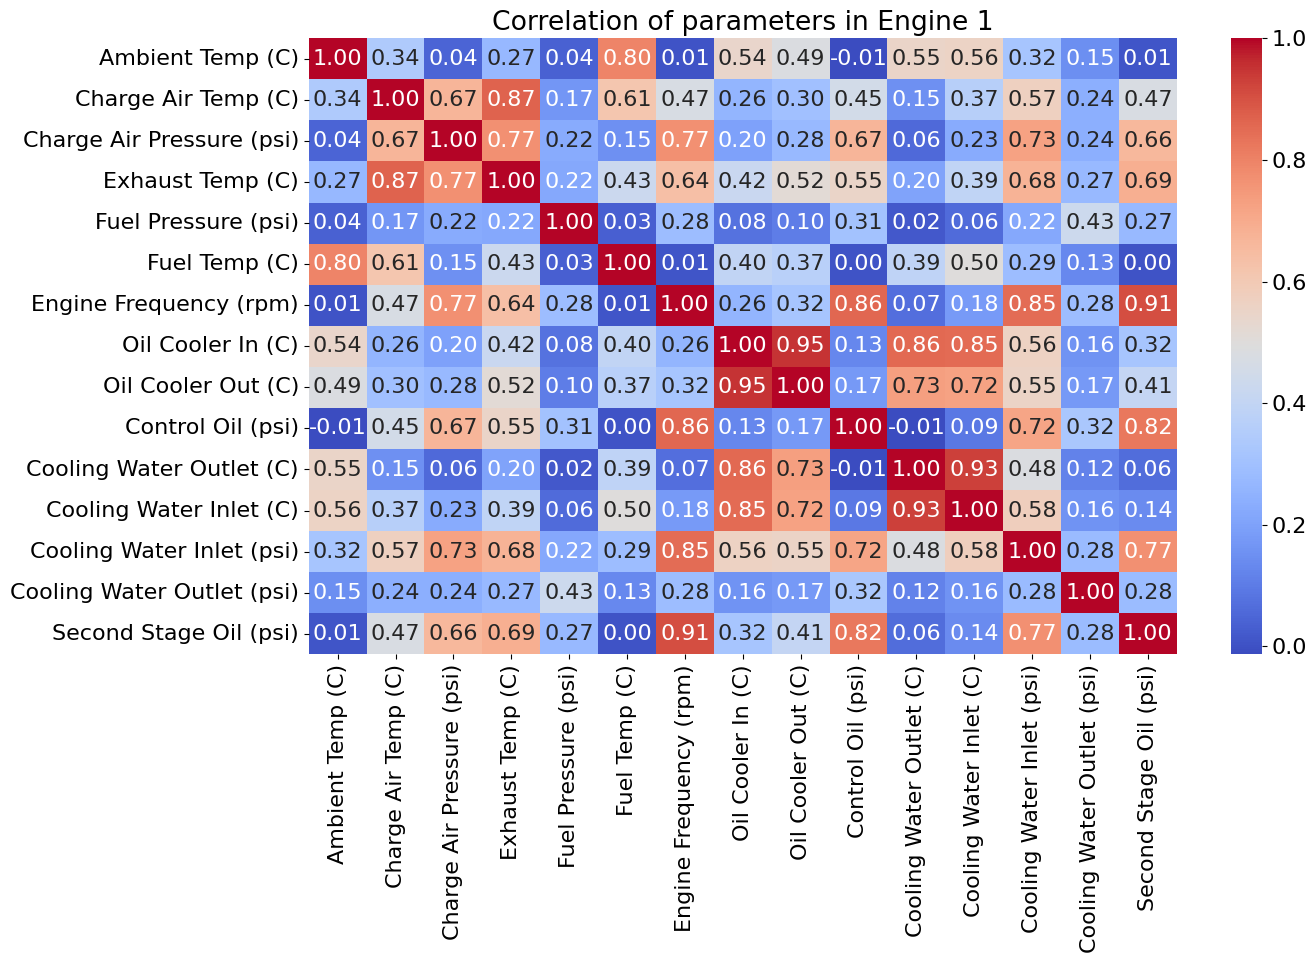 Correlation of parameters in Engine 1
Ambient Temp (C) 1.00 0.34 0.04 0.27 0.04 0.80 0.01 0.54 0.49 -0.01 0.55 0.56 0.32 0.15 0.01
Charge Air Temp (C) 0.34 1.00 0.67 0.87 0.17 0.61 0.47 0.26 0.30 0.45 0.15 0.37 0.57 0.24 0.47
Charge Air Pressure (psi) 0.04 0.67 1.00 0.77 0.22 0.15 0.77 0.20 0.28 0.67 0.06 0.23 0.73 0.24 0.66
Exhaust Temp (C) 0.27 0.87 0.77 1.00 0.22 0.43 0.64 0.42 0.52 0.55 0.20 0.39 0.68 0.27 0.69
Fuel Pressure (psi) 0.04 0.17 0.22 0.22 1.00 0.03 0.28 0.08 0.10 0.31 0.02 0.06 0.22 0.43 0.27
Fuel Temp (C) 0.80 0.61 0.15 0.43 0.03 1.00 0.01 0.40 0.37 0.00 0.39 0.50 0.29 0.13 0.00
Engine Frequency (rpm) 0.01 0.47 0.77 0.64 0.28 0.01 1.00 0.26 0.32 0.86 0.07 0.18 0.85 0.28 0.91
Oil Cooler In (C) 0.54 0.26 0.20 0.42 0.08 0.40 0.26 1.00 0.95 0.13 0.86 0.85 0.56 0.16 0.32
Oil Cooler Out (C) 0.49 0.30 0.28 0.52 0.10 0.37 0.32 0.95 1.00 0.17 0.73 0.72 0.55 0.17 0.41
Control Oil (psi) -0.01 0.45 0.67 0.55 0.31 0.00 0.86 0.13 0.17 1.00 -0.01 0.09 0.72 0.32 0.82
Cooling Water Outlet (C) 0.55 0.15 0.06 0.20 0.02 0.39 0.07 0.86 0.73 -0.01 1.00 0.93 0.48 0.12 0.06
Cooling Water Inlet (C) 0.56 0.37 0.23 0.39 0.06 0.50 0.18 0.85 0.72 0.09 0.93 1.00 0.58 0.16 0.14
Cooling Water Inlet (psi) 0.32 0.57 0.73 0.68 0.22 0.29 0.85 0.56 0.55 0.72 0.48 0.58 1.00 0.28 0.77
Cooling Water Outlet (psi) 0.15 0.24 0.24 0.27 0.43 0.13 0.28 0.16 0.17 0.32 0.12 0.16 0.28 1.00 0.28
Second Stage Oil (psi) 0.01 0.47 0.66 0.69 0.27 0.00 0.91 0.32 0.41 0.82 0.06 0.14 0.77 0.28 1.00
Ambient Temp (C)
Charge Air Temp (C)
Charge Air Pressure (psi)
Exhaust Temp (C)
Fuel Pressure (psi)
Fuel Temp (C)
Engine Frequency (rpm)
Oil Cooler In (C)
Oil Cooler Out (C)
Control Oil (psi)
Cooling Water Outlet (C)
Cooling Water Inlet (C)
Cooling Water Inlet (psi)
Cooling Water Outlet (psi)
Second Stage Oil (psi)
1.0
0.8
0.6
0.4
0.2
0.0